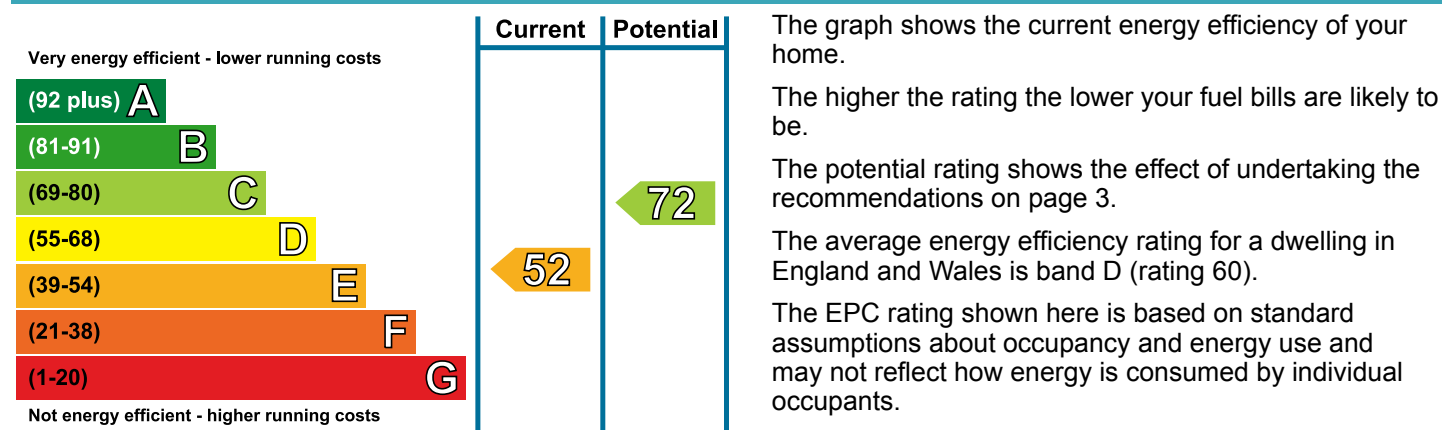 Current Potential
Very energy efficient - lower running costs
(92 plus) A
(81-91) B
(69-80) C
(55-68) D
(39-54) E
(21-38) F
(1-20) G
Not energy efficient - higher running costs
52
72
The graph shows the current energy efficiency of your
home.
The higher the rating the lower your fuel bills are likely to
be.
The potential rating shows the effect of undertaking the
recommendations on page 3.
The average energy efficiency rating for a dwelling in
England and Wales is band D (rating 60).
The EPC rating shown here is based on standard
assumptions about occupancy and energy use and
may not reflect how energy is consumed by individual
occupants.